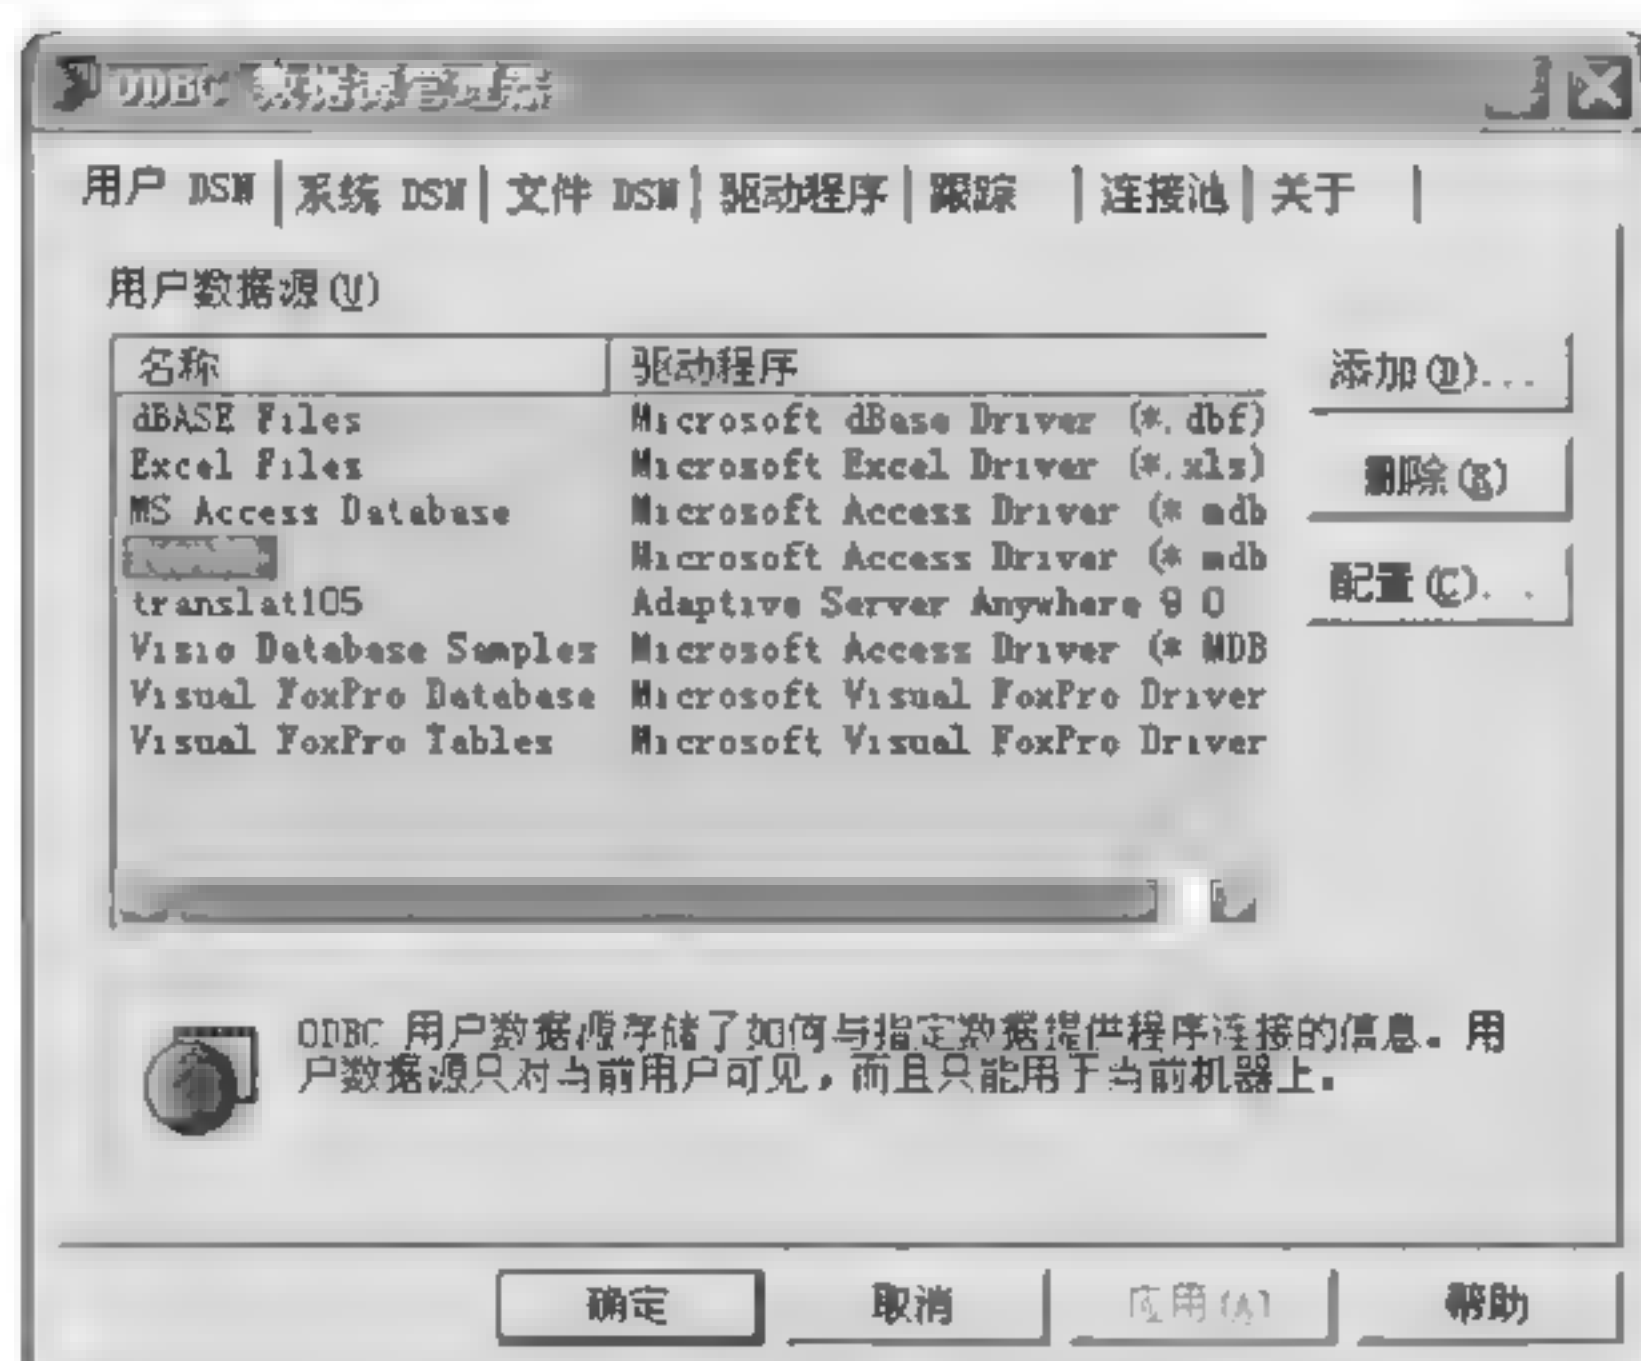 ODBC 数据源管理器
用户 DSN 系统 DSN 文件 DSN 驱动程序 跟踪 连接池 关于
用户数据源(U)
名称 驱动程序
dBASE Files Microsoft dBase Driver (*.dbf)
Excel Files Microsoft Excel Driver (*.xls)
MS Access Database Microsoft Access Driver (*.mdb
Microsoft Access Driver (*.mdb
translat105 Adaptive Server Anywhere 9.0
Visio Database Samples Microsoft Access Driver (*.MDB
Visual FoxPro Database Microsoft Visual FoxPro Driver
Visual FoxPro Tables Microsoft Visual FoxPro Driver
添加(D)...
删除(R)
配置(C)...
ODBC 用户数据源存储了如何与指定数据提供程序连接的信息。用
户数据源只对当前用户可见，而且只能用于当前机器上。
确定 取消 应用(A) 帮助